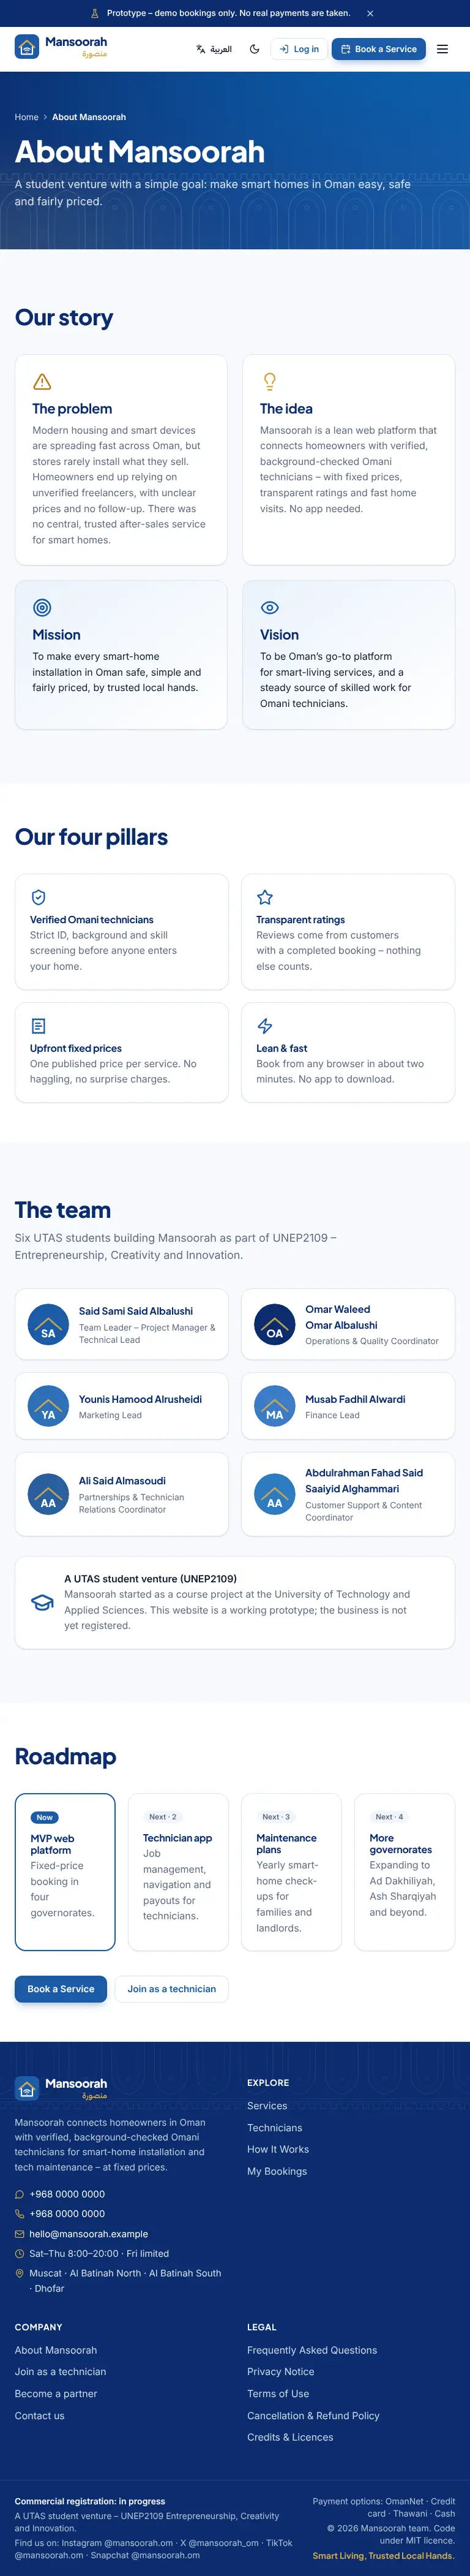 Prototype – demo bookings only. No real payments are taken.
Mansoorah
منصورة
العربية
Log in
Book a Service
Home > About Mansoorah
About Mansoorah
A student venture with a simple goal: make smart homes in Oman easy, safe
and fairly priced.
Our story
The problem
Modern housing and smart devices
are spreading fast across Oman, but
stores rarely install what they sell.
Homeowners end up relying on
unverified freelancers, with unclear
prices and no follow-up. There was
no central, trusted after-sales service
for smart homes.
The idea
Mansoorah is a lean web platform that
connects homeowners with verified,
background-checked Omani
technicians – with fixed prices,
transparent ratings and fast home
visits. No app needed.
Mission
To make every smart-home
installation in Oman safe, simple and
fairly priced, by trusted local hands.
Vision
To be Oman's go-to platform
for smart-living services, and a
steady source of skilled work for
Omani technicians.
Our four pillars
Verified Omani technicians
Strict ID, background and skill
screening before anyone enters
your home.
Transparent ratings
Reviews come from customers
with a completed booking – nothing
else counts.
Upfront fixed prices
One published price per service. No
haggling, no surprise charges.
Lean & fast
Book from any browser in about two
minutes. No app to download.
The team
Six UTAS students building Mansoorah as part of UNEP2109 –
Entrepreneurship, Creativity and Innovation.
SA
Said Sami Said Albalushi
Team Leader – Project Manager &
Technical Lead
OA
Omar Waleed
Omar Albalushi
Operations & Quality Coordinator
YA
Younis Hamood Alrusheidi
Marketing Lead
MA
Musab Fadhil Alwardi
Finance Lead
AA
Ali Said Almasoudi
Partnerships & Technician
Relations Coordinator
AA
Abdulrahman Fahad Said
Saaiyid Alghammari
Customer Support & Content
Coordinator
A UTAS student venture (UNEP2109)
Mansoorah started as a course project at the University of Technology and
Applied Sciences. This website is a working prototype; the business is not
yet registered.
Roadmap
Now
MVP web
platform
Fixed-price
booking in
four
governorates.
Next · 2
Technician app
Job
management,
navigation and
payouts for
technicians.
Next · 3
Maintenance
plans
Yearly smart-
home check-
ups for
families and
landlords.
Next · 4
More
governorates
Expanding to
Ad Dakhiliyah,
Ash Sharqiyah
and beyond.
Book a Service
Join as a technician
Mansoorah
منصورة
Mansoorah connects homeowners in Oman
with verified, background-checked Omani
technicians for smart-home installation and
tech maintenance – at fixed prices.
+968 0000 0000
+968 0000 0000
hello@mansoorah.example
Sat–Thu 8:00–20:00 · Fri limited
Muscat · Al Batinah North · Al Batinah South
· Dhofar
EXPLORE
Services
Technicians
How It Works
My Bookings
COMPANY
About Mansoorah
Join as a technician
Become a partner
Contact us
LEGAL
Frequently Asked Questions
Privacy Notice
Terms of Use
Cancellation & Refund Policy
Credits & Licences
Commercial registration: in progress
A UTAS student venture – UNEP2109 Entrepreneurship, Creativity
and Innovation.
Find us on: Instagram @mansoorah.om · X @mansoorah_om · TikTok
@mansoorah.om · Snapchat @mansoorah.om
Payment options: OmanNet · Credit
card · Thawani · Cash
© 2026 Mansoorah team. Code
under MIT licence.
Smart Living, Trusted Local Hands.